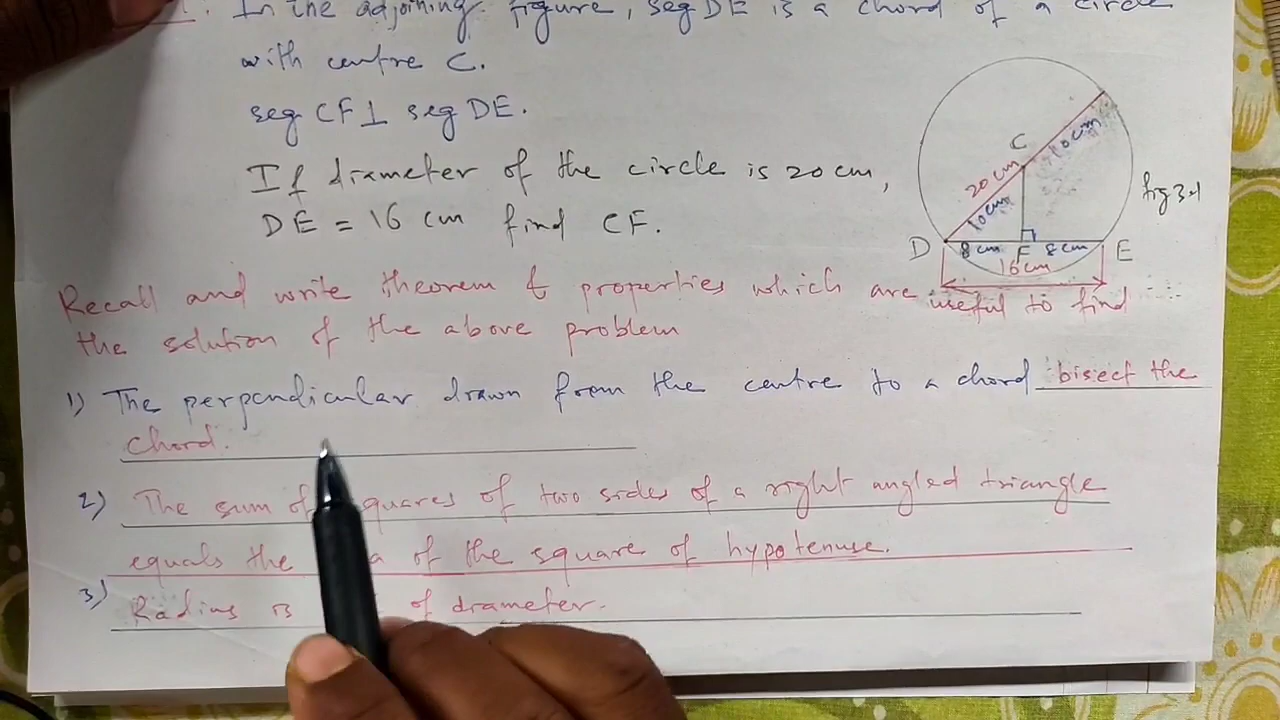 1. In the adjoining figure, seg DE is a chord of a circle
with centre C.
seg CF⊥ seg DE.
If diameter of the circle is 20 cm,
DE = 16 cm find CF.
C
10 cm
20 cm
10 cm
fig 3.1
D 8 cm F 8 cm E
16 cm
Recall and write theorem & properties which are useful to find
the solution of the above problem
1) The perpendicular drawn from the centre to a chord bisect the
chord.
2) The sum of squares of two sides of a right angled triangle
equals the of the square of hypotenuse.
3) Radius is of diameter.